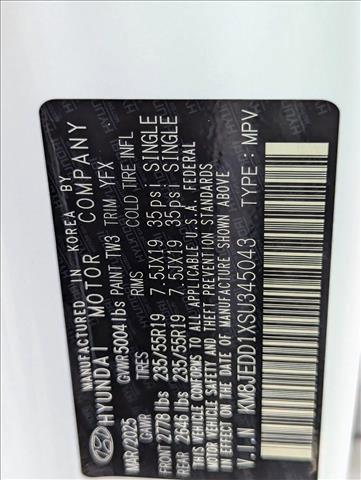 MANUFACTURED IN KOREA BY
HYUNDAI MOTOR COMPANY
GVWR5004lbs PAINT TW3 TRIM YFX
MAR/2025 TIRES RIMS COLD TIRE INFL
GAWR
FRONT 2778 lbs 235/55R19 7.5JX19 35psi SINGLE
REAR 2646 lbs 235/55R19 7.5JX19 35psi SINGLE
THIS VEHICLE CONFORMS TO ALL APPLICABLE U.S.A. FEDERAL
MOTOR VEHICLE SAFETY AND THEFT PREVENTION STANDARDS
IN EFFECT ON THE DATE OF MANUFACTURE SHOWN ABOVE
V.I.N KM8JEDD1XSU345043 TYPE: MPV